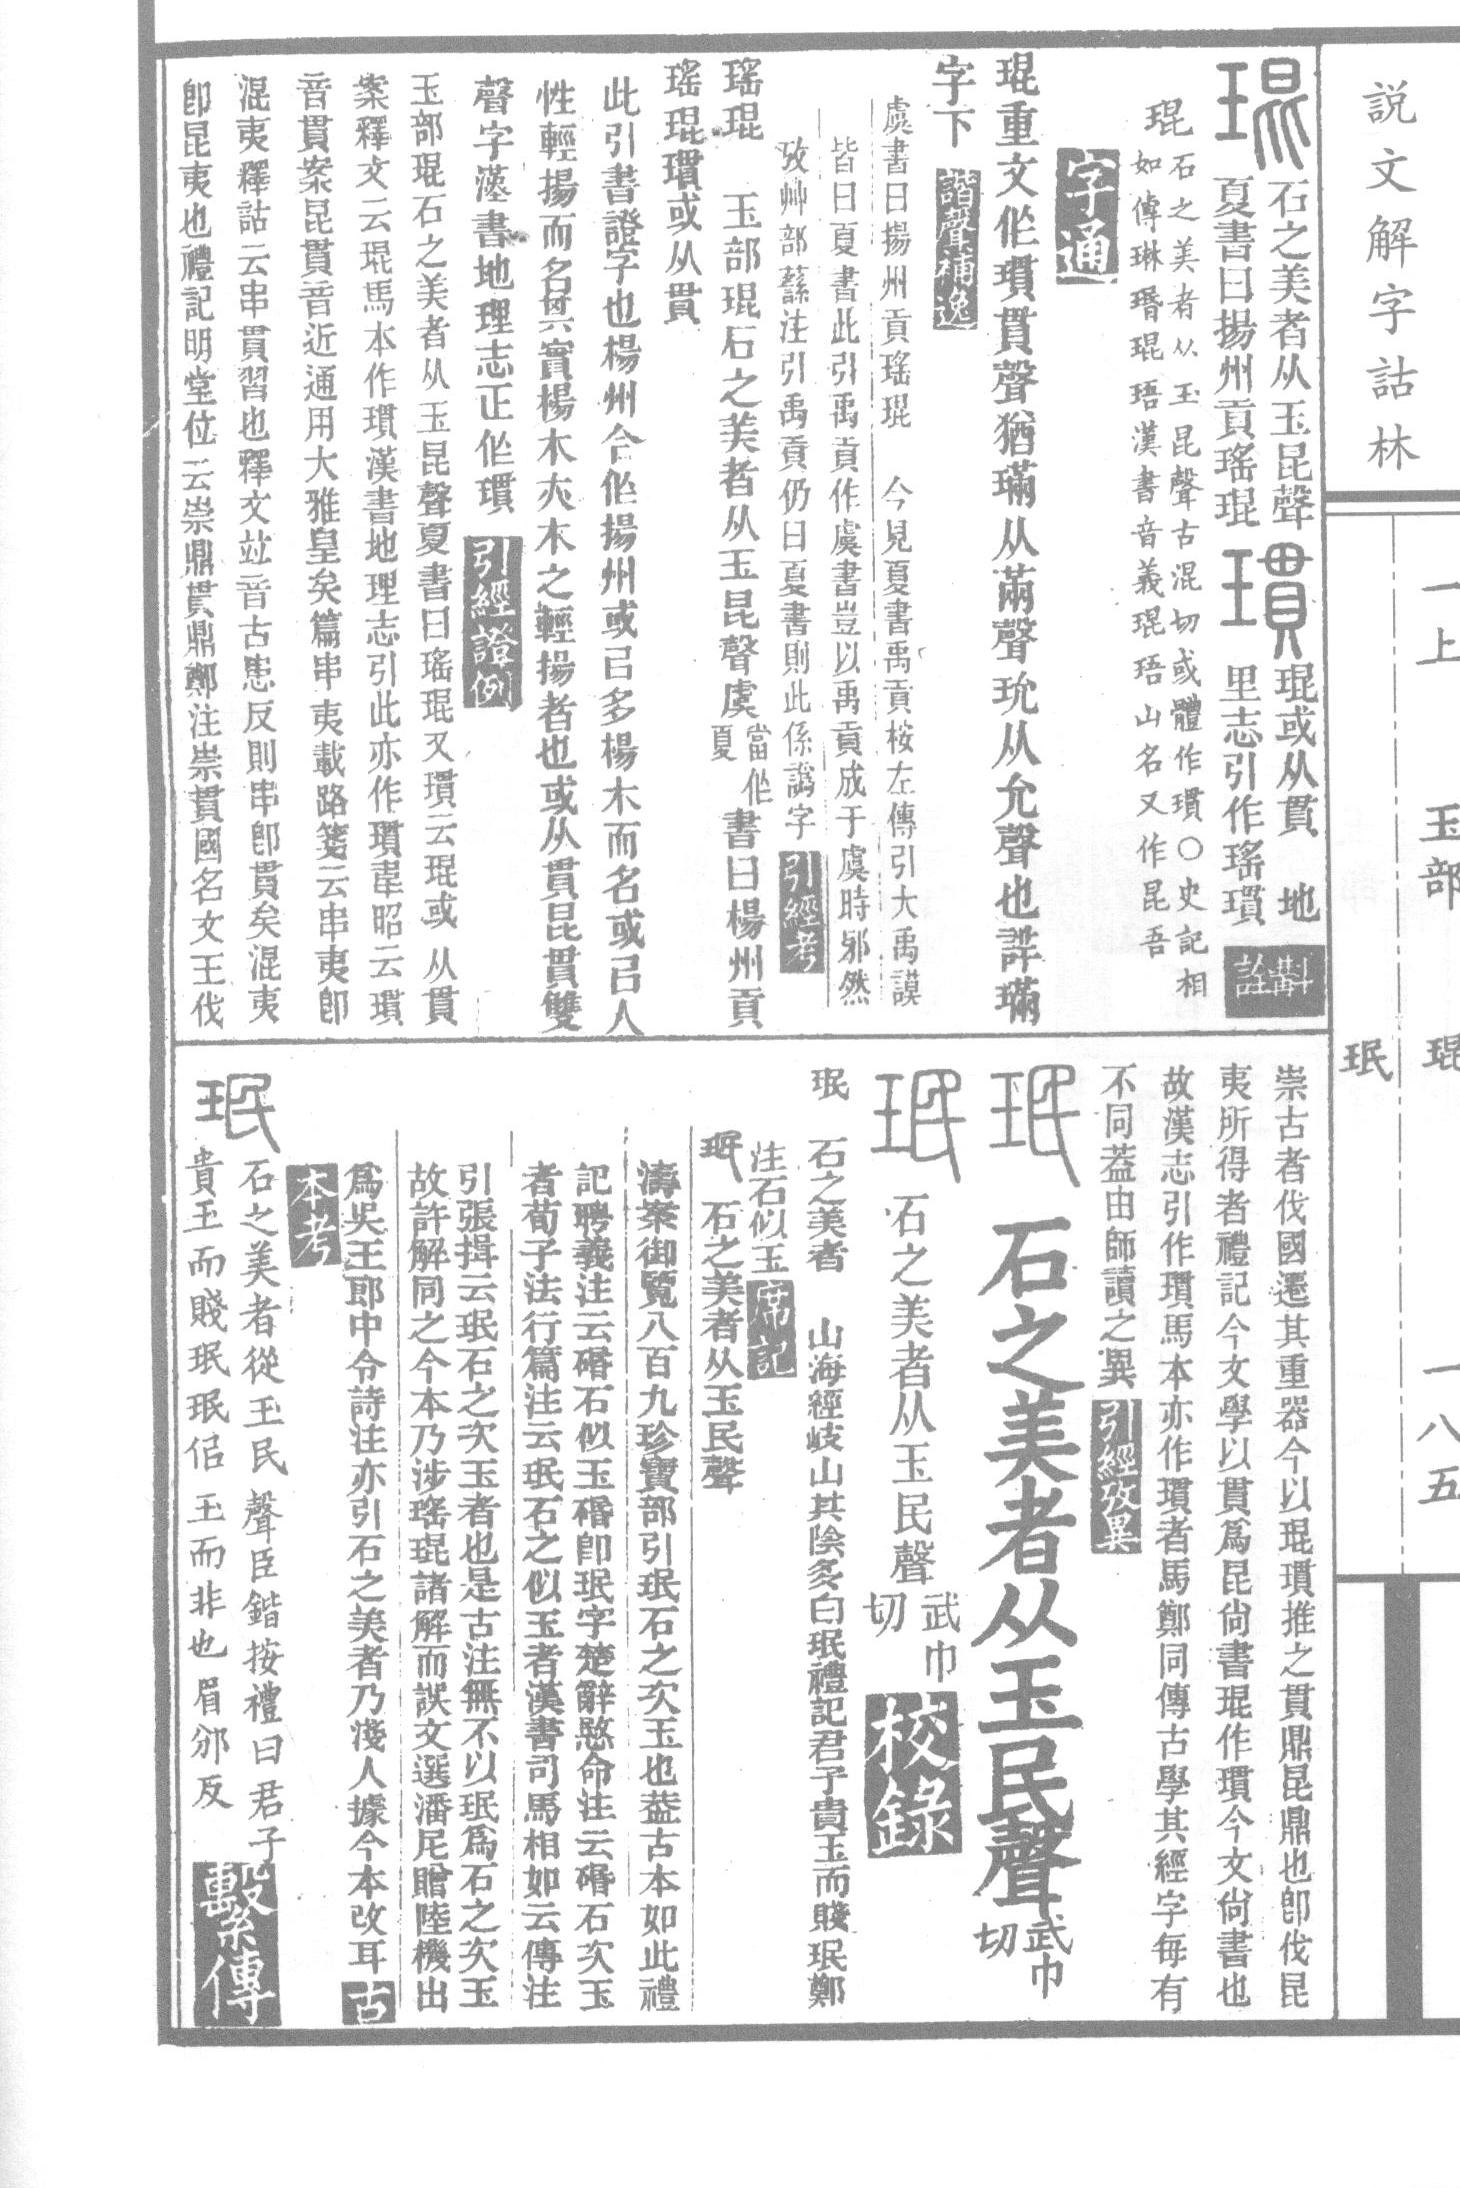 説文解字詁林
一上
玉部
琨
珉
一八五
琨
石之美者从玉昆聲
夏書曰揚州貢瑤琨
瑻
琨或从貫 地
里志引作瑤瑻
斠詮
琨
石之美者从玉昆聲古混切或體作瑻〇史記相
如傳琳瑉琨珸漢書音義琨珸山名又作昆吾
字通
琨重文作瑻貫聲猶璊从㒼聲玧从允聲也詳璊
字下
諧聲補逸
虞書曰揚州貢瑤琨 今見夏書禹貢桉左傳引大禹謨
皆曰夏書此引禹貢作虞書豈以禹貢成于虞時邪然
攷艸部蘨注引禹貢仍曰夏書則此係譌字
引經考
瑤琨 玉部琨石之美者从玉昆聲虞當作夏書曰楊州貢
瑤琨瑻或从貫
此引書證字也楊州合作揚州或㠯多楊木而名或㠯人
性輕揚而名其實楊木亦木之輕揚者也或从貫昆貫雙
聲字漢書地理志正作瑻
引經證例
玉部琨石之美者从玉昆聲夏書曰瑤琨又瑻云琨或从貫
案釋文云琨馬本作瑻漢書地理志引此亦作瑻韋昭云瑻
音貫案昆貫音近通用大雅皇矣篇串夷載路箋云串夷卽
混夷釋詁云串貫習也釋文竝音古患反則串卽貫矣混夷
卽昆夷也禮記明堂位云崇鼎貫鼎鄭注崇貫國名文王伐
崇古者伐國遷其重器今以琨瑻推之貫鼎昆鼎也卽伐昆
夷所得者禮記今文學以貫爲昆尙書琨作瑻今文尙書也
故漢志引作瑻馬本亦作瑻者馬鄭同傳古學其經字每有
不同葢由師讀之異
引經攷異
珉
石之美者从玉民聲武巾切
珉
石之美者从玉民聲武巾切
校錄
珉 石之美者 山海經岐山其陰多白珉禮記君子貴玉而賤珉鄭
注石似玉
席記
珉 石之美者从玉民聲
濤案御覽八百九珍寶部引珉石之次玉也葢古本如此禮
記聘義注云碈石似玉碈卽珉字楚辭愍命注云碈石次玉
者荀子法行篇注云珉石之似玉者漢書司馬相如云傳注
引張揖云珉石之次玉者也是古注無不以珉爲石之次玉
故許解同之今本乃涉瑤琨諸解而誤文選潘尼贈陸機出
爲吳王郎中令詩注亦引石之美者乃淺人據今本改耳
古本考
珉
石之美者從玉民聲臣鍇按禮曰君子
貴玉而賤珉珉佀玉而非也眉邠反
繫傳